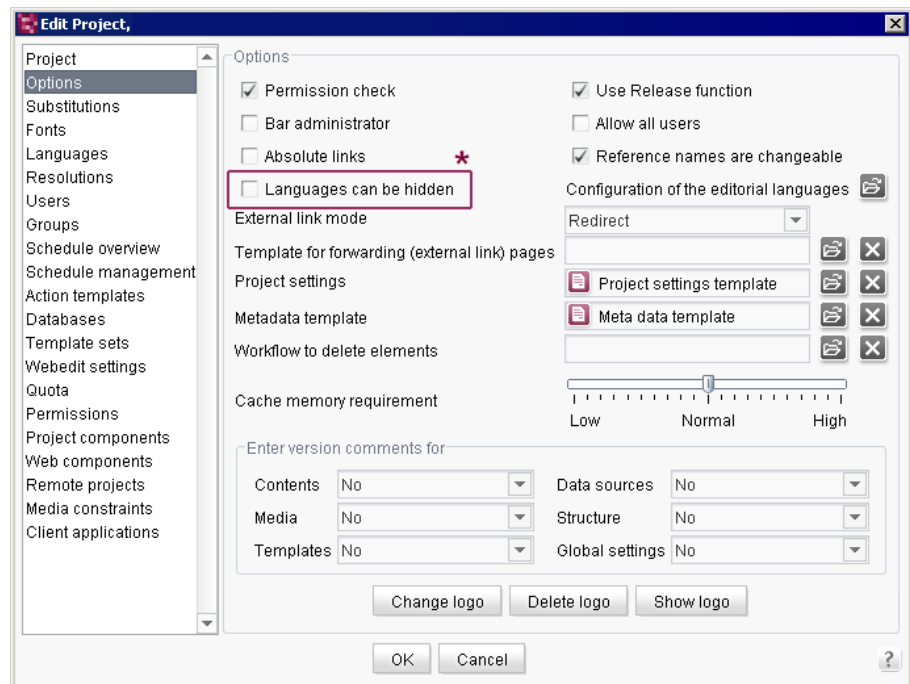 Edit Project,
Project
Options
Substitutions
Fonts
Languages
Resolutions
Users
Groups
Schedule overview
Schedule management
Action templates
Databases
Template sets
Webedit settings
Quota
Permissions
Project components
Web components
Remote projects
Media constraints
Client applications
Options
Permission check Use Release function
Bar administrator Allow all users
Absolute links * Reference names are changeable
Languages can be hidden Configuration of the editorial languages
External link mode Redirect
Template for forwarding (external link) pages
Project settings Project settings template
Metadata template Meta data template
Workflow to delete elements
Cache memory requirement
Low Normal High
Enter version comments for
Contents No Data sources No
Media No Structure No
Templates No Global settings No
Change logo Delete logo Show logo
OK Cancel ?